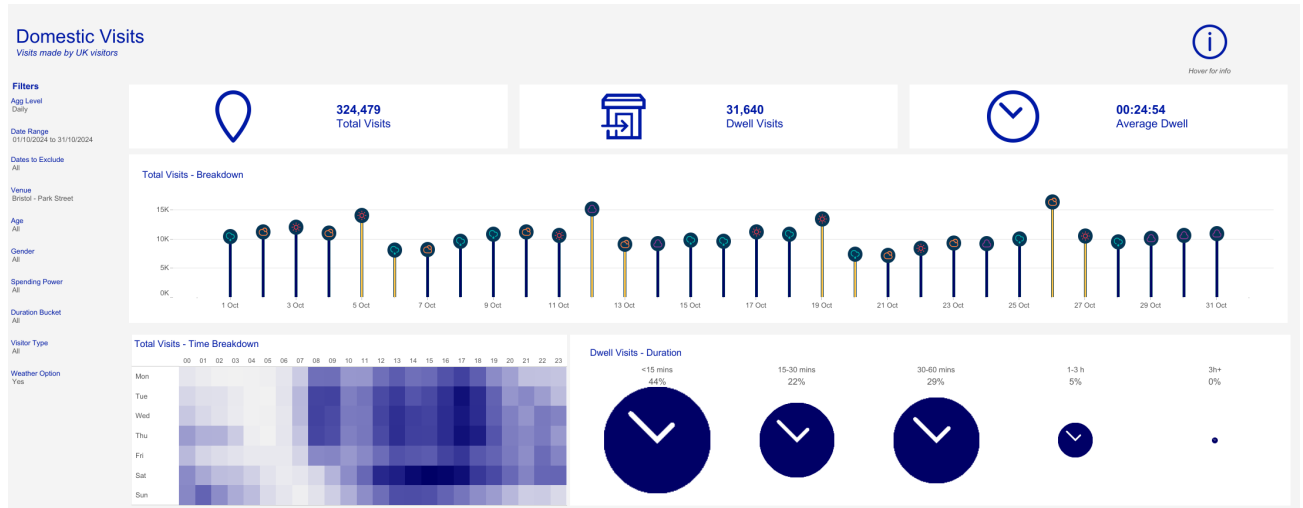 Domestic Visits
Visits made by UK visitors
Hover for info
Filters
Agg Level
Daily
Date Range
01/10/2024 to 31/10/2024
Dates to Exclude
All
Venue
Bristol - Park Street
Age
All
Gender
All
Spending Power
All
Duration Bucket
All
Visitor Type
All
Weather Option
Yes
324,479
Total Visits
31,640
Dwell Visits
00:24:54
Average Dwell
Total Visits - Breakdown
15K
10K
5K
0K
1 Oct 3 Oct 5 Oct 7 Oct 9 Oct 11 Oct 13 Oct 15 Oct 17 Oct 19 Oct 21 Oct 23 Oct 25 Oct 27 Oct 29 Oct 31 Oct
Total Visits - Time Breakdown
00 01 02 03 04 05 06 07 08 09 10 11 12 13 14 15 16 17 18 19 20 21 22 23
Mon
Tue
Wed
Thu
Fri
Sat
Sun
Dwell Visits - Duration
<15 mins 15-30 mins 30-60 mins 1-3 h 3h+
44% 22% 29% 5% 0%